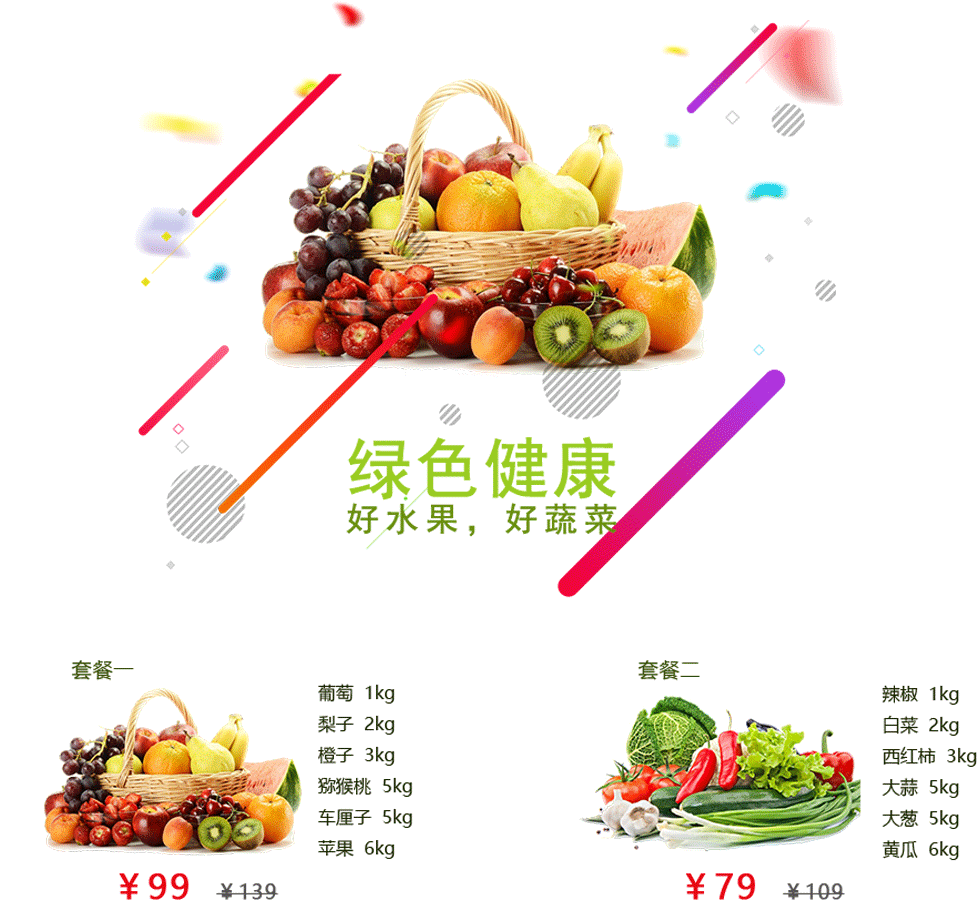 绿色健康
好水果，好蔬菜
套餐一
葡萄 1kg
梨子 2kg
橙子 3kg
猕猴桃 5kg
车厘子 5kg
苹果 6kg
¥99 ¥139
套餐二
辣椒 1kg
白菜 2kg
西红柿 3kg
大蒜 5kg
大葱 5kg
黄瓜 6kg
¥79 ¥109